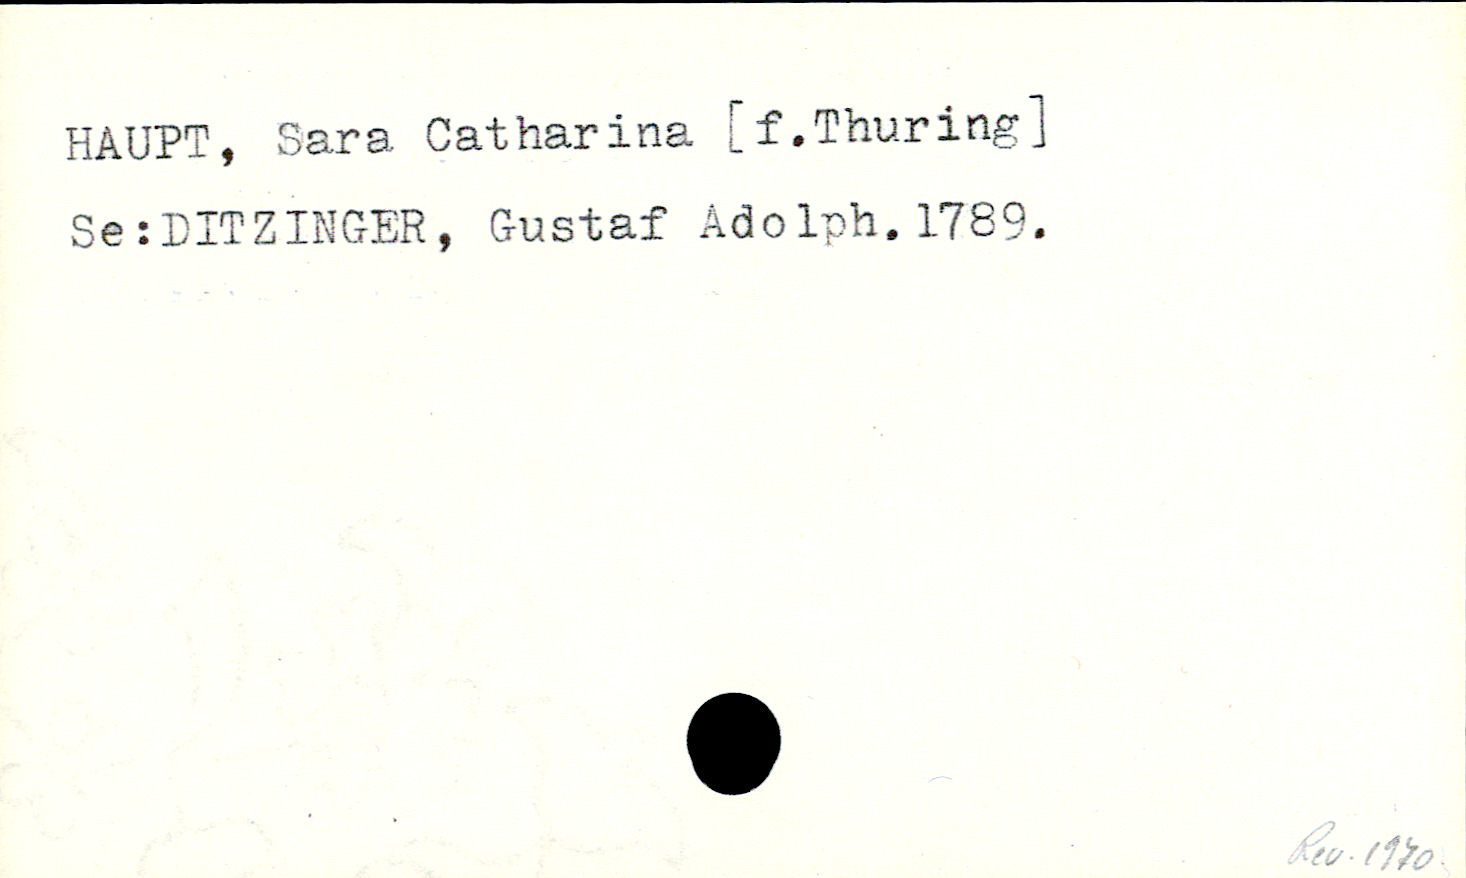 HAUPT, Sara Catharina [f.Thuring]
Se:DITZINGER, Gustaf Adolph.1789.
Rev. 1970.